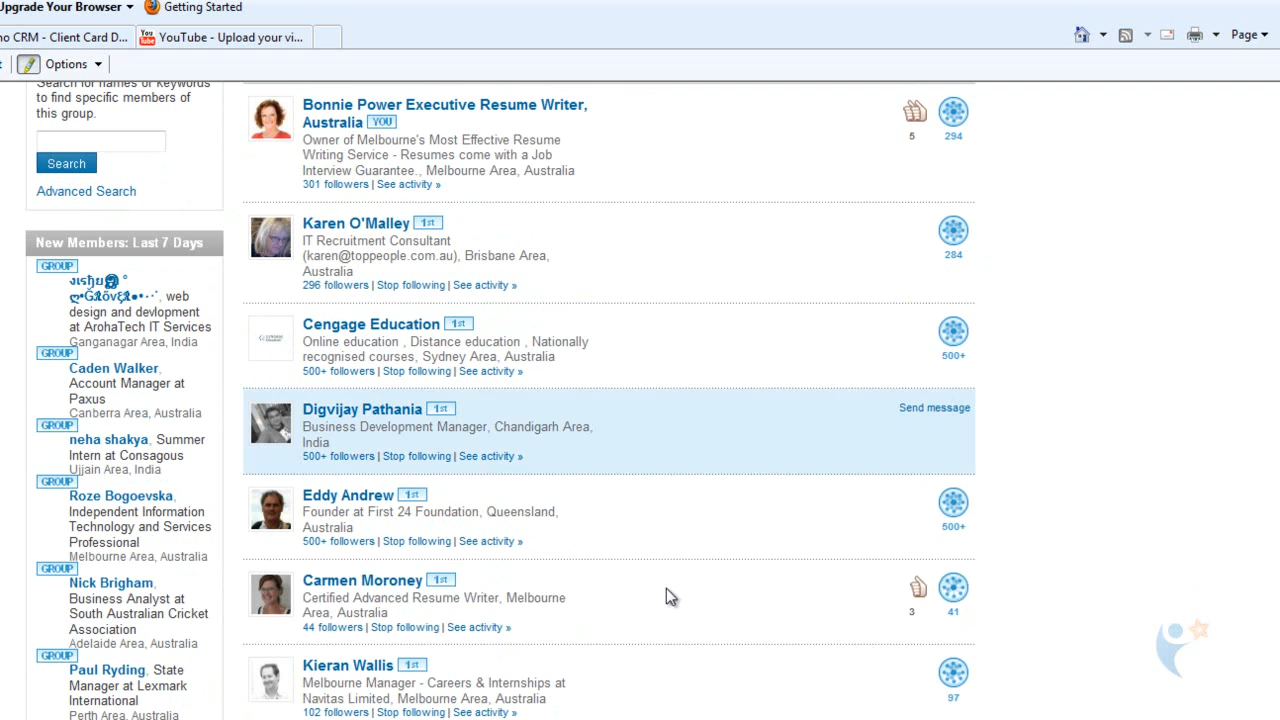 Upgrade Your Browser
Getting Started
no CRM - Client Card D...
YouTube - Upload your vi...
Page
Options
Search for names or keywords
to find specific members of
this group.
Search
Advanced Search
New Members: Last 7 Days
GROUP
web
design and devlopment
at ArohaTech IT Services
Ganganagar Area, India
GROUP
Caden Walker,
Account Manager at
Paxus
Canberra Area, Australia
GROUP
neha shakya, Summer
Intern at Consagous
Ujjain Area, India
GROUP
Roze Bogoevska,
Independent Information
Technology and Services
Professional
Melbourne Area, Australia
GROUP
Nick Brigham,
Business Analyst at
South Australian Cricket
Association
Adelaide Area, Australia
GROUP
Paul Ryding, State
Manager at Lexmark
International
Perth Area, Australia
Bonnie Power Executive Resume Writer,
Australia YOU
Owner of Melbourne's Most Effective Resume
Writing Service - Resumes come with a Job
Interview Guarantee., Melbourne Area, Australia
301 followers | See activity »
5
294
Karen O'Malley 1st
IT Recruitment Consultant
(karen@toppeople.com.au), Brisbane Area,
Australia
296 followers | Stop following | See activity »
284
Cengage Education 1st
Online education , Distance education , Nationally
recognised courses, Sydney Area, Australia
500+ followers | Stop following | See activity »
500+
Digvijay Pathania 1st
Business Development Manager, Chandigarh Area,
India
500+ followers | Stop following | See activity »
Send message
Eddy Andrew 1st
Founder at First 24 Foundation, Queensland,
Australia
500+ followers | Stop following | See activity »
500+
Carmen Moroney 1st
Certified Advanced Resume Writer, Melbourne
Area, Australia
44 followers | Stop following | See activity »
3
41
Kieran Wallis 1st
Melbourne Manager - Careers & Internships at
Navitas Limited, Melbourne Area, Australia
102 followers | Stop following | See activity »
97